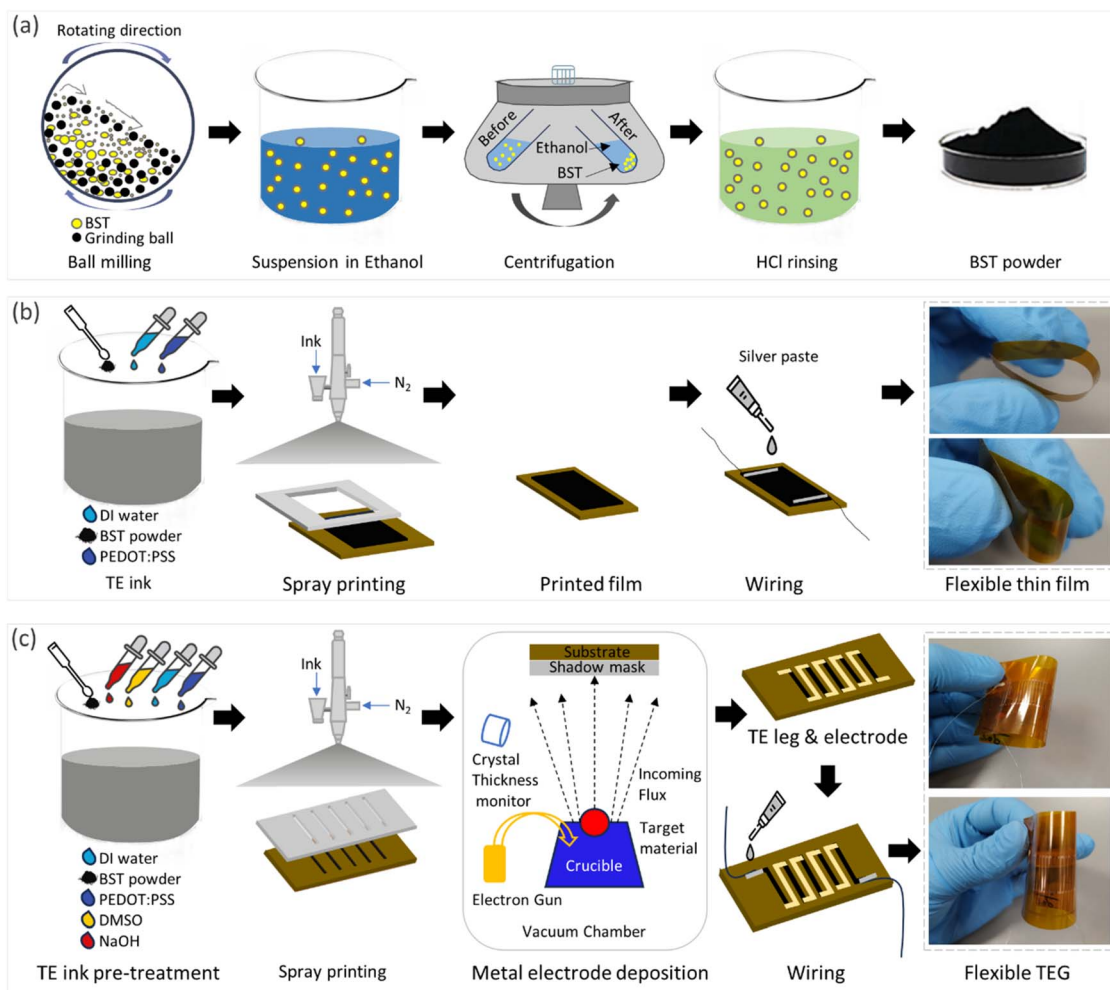 (a)
Rotating direction
BST
Grinding ball
Ball milling
Suspension in Ethanol
Before
After
Ethanol
BST
Centrifugation
HCl rinsing
BST powder
(b)
DI water
BST powder
PEDOT:PSS
TE ink
Ink
N2
Spray printing
Printed film
Silver paste
Wiring
Flexible thin film
(c)
DI water
BST powder
PEDOT:PSS
DMSO
NaOH
TE ink pre-treatment
Ink
N2
Spray printing
Substrate
Shadow mask
Crystal
Thickness
monitor
Incoming
Flux
Target
material
Crucible
Electron Gun
Vacuum Chamber
Metal electrode deposition
TE leg & electrode
Wiring
Flexible TEG